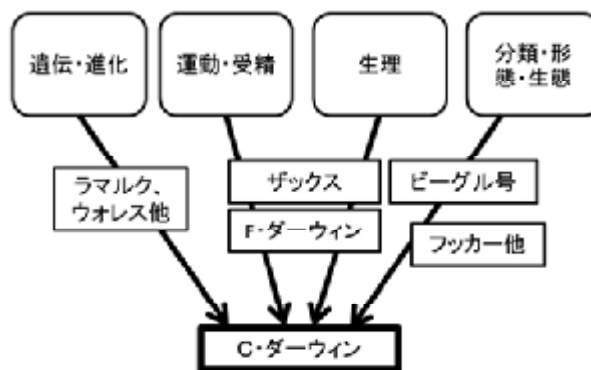 遺伝・進化
運動・受精
生理
分類・形
態・生態
ラマルク、
ウォレス他
ザックス
F・ダーウィン
ビーグル号
フッカー他
C・ダーウィン